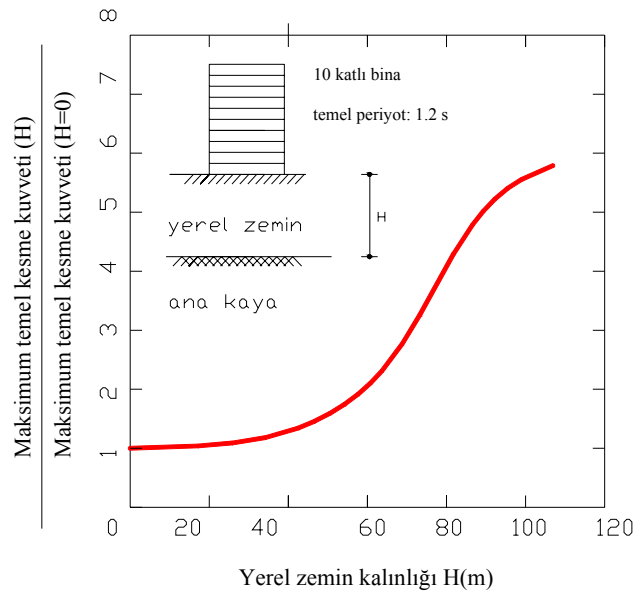 Maksimum temel kesme kuvveti (H)
Maksimum temel kesme kuvveti (H=0)
8
7
6
5
4
3
2
1
10 katlı bina
temel periyot: 1.2 s
H
yerel zemin
ana kaya
0 20 40 60 80 100 120
Yerel zemin kalınlığı H(m)